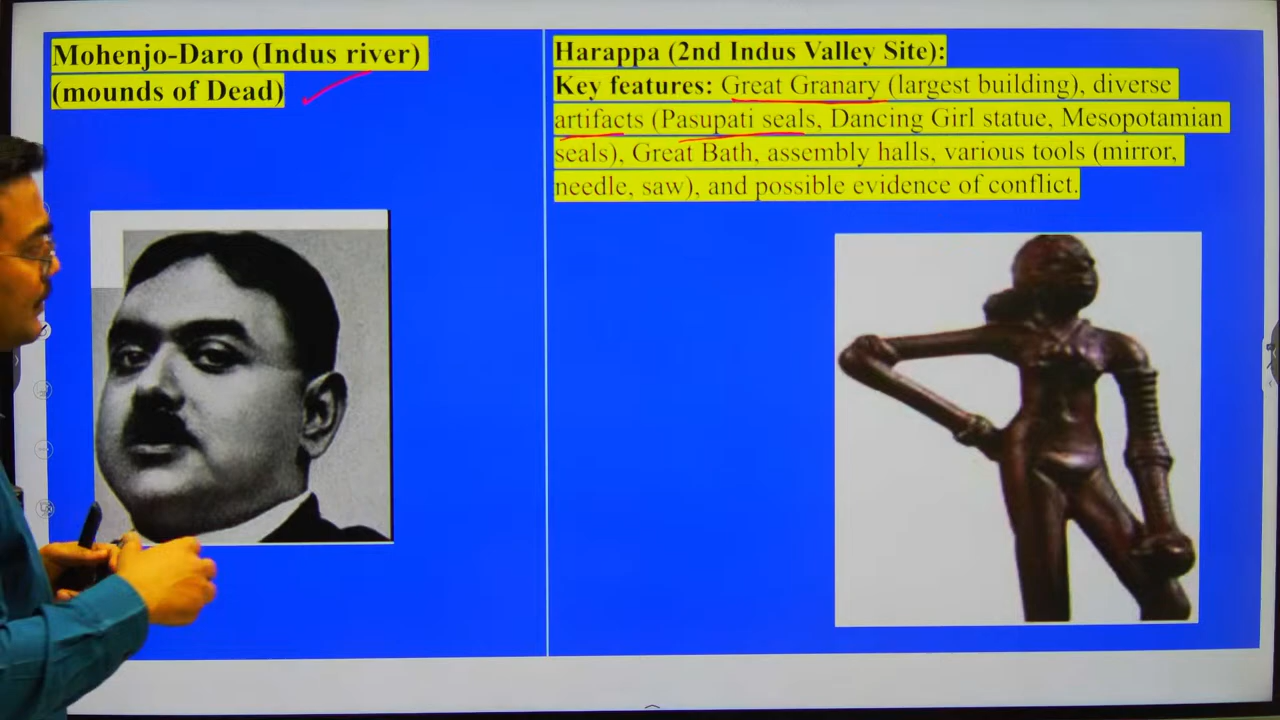 Mohenjo-Daro (Indus river)
(mounds of Dead)
Harappa (2nd Indus Valley Site):
Key features: Great Granary (largest building), diverse
artifacts (Pasupati seals, Dancing Girl statue, Mesopotamian
seals), Great Bath, assembly halls, various tools (mirror,
needle, saw), and possible evidence of conflict.